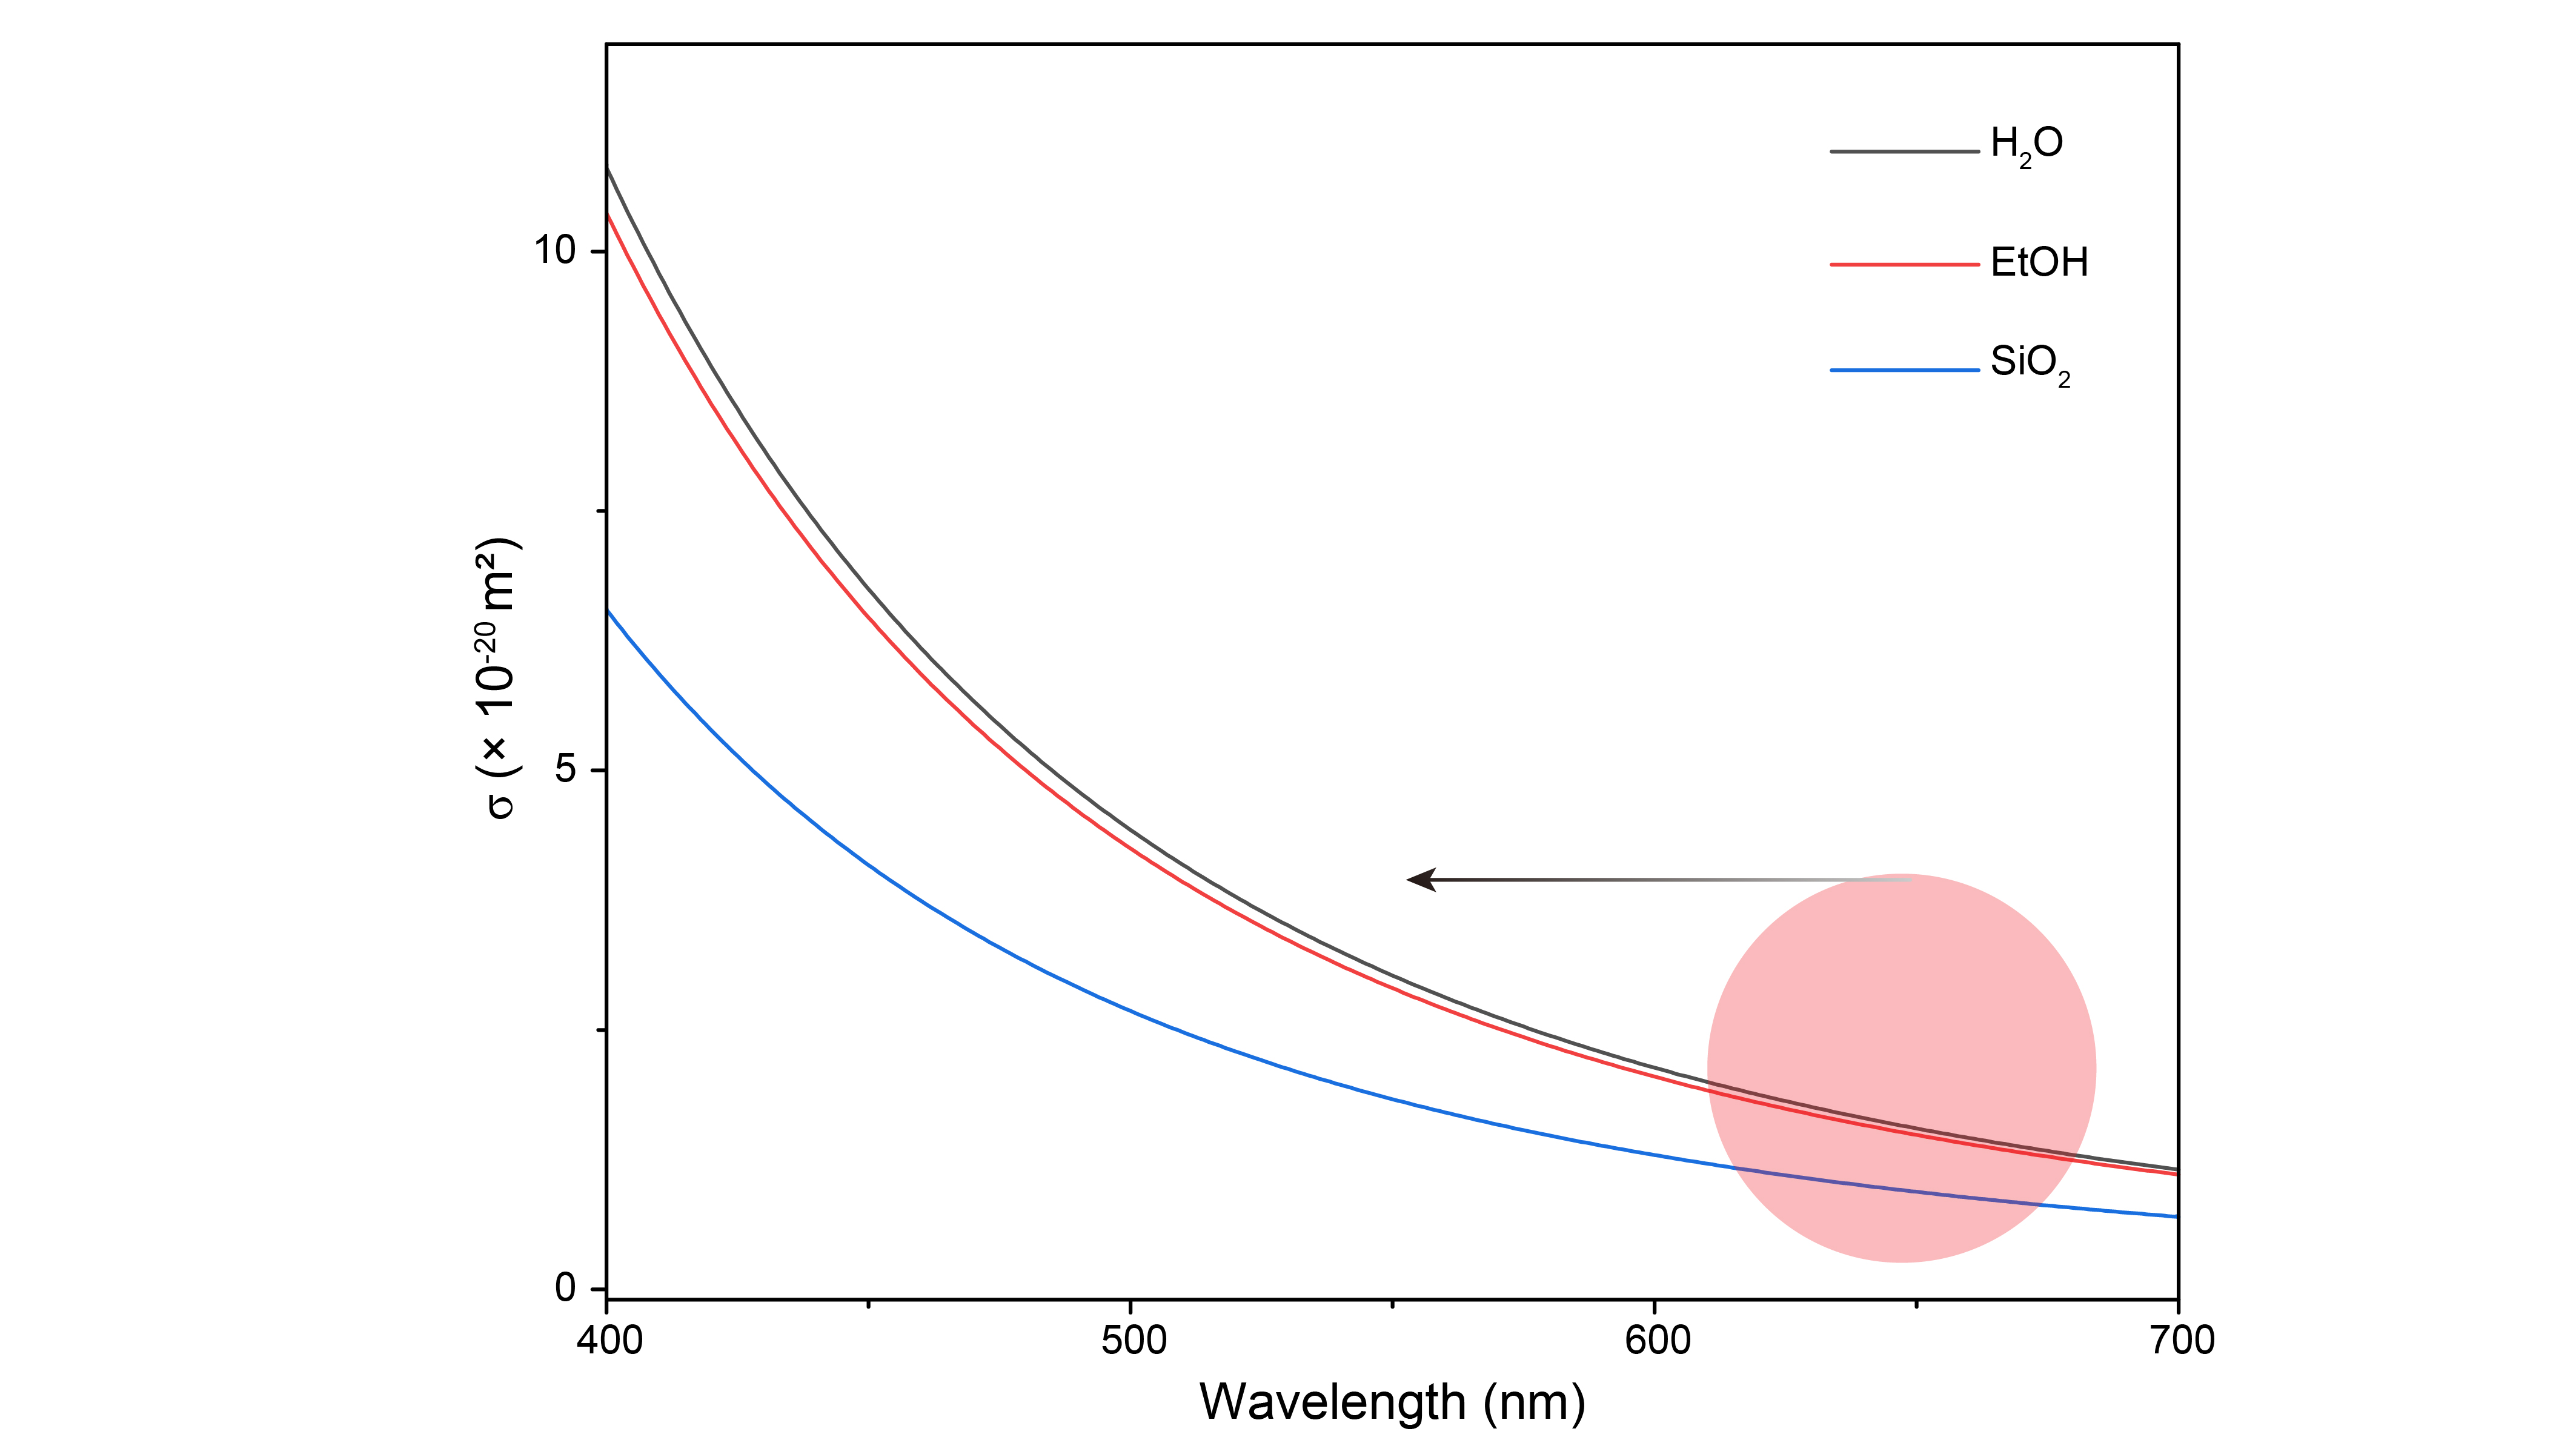 H₂O
EtOH
SiO₂
10
5
0
σ (× 10⁻²⁰ m²)
400 500 600 700
Wavelength (nm)